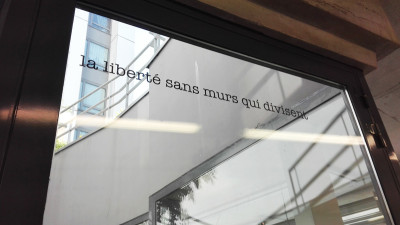 la liberté sans murs qui divisent